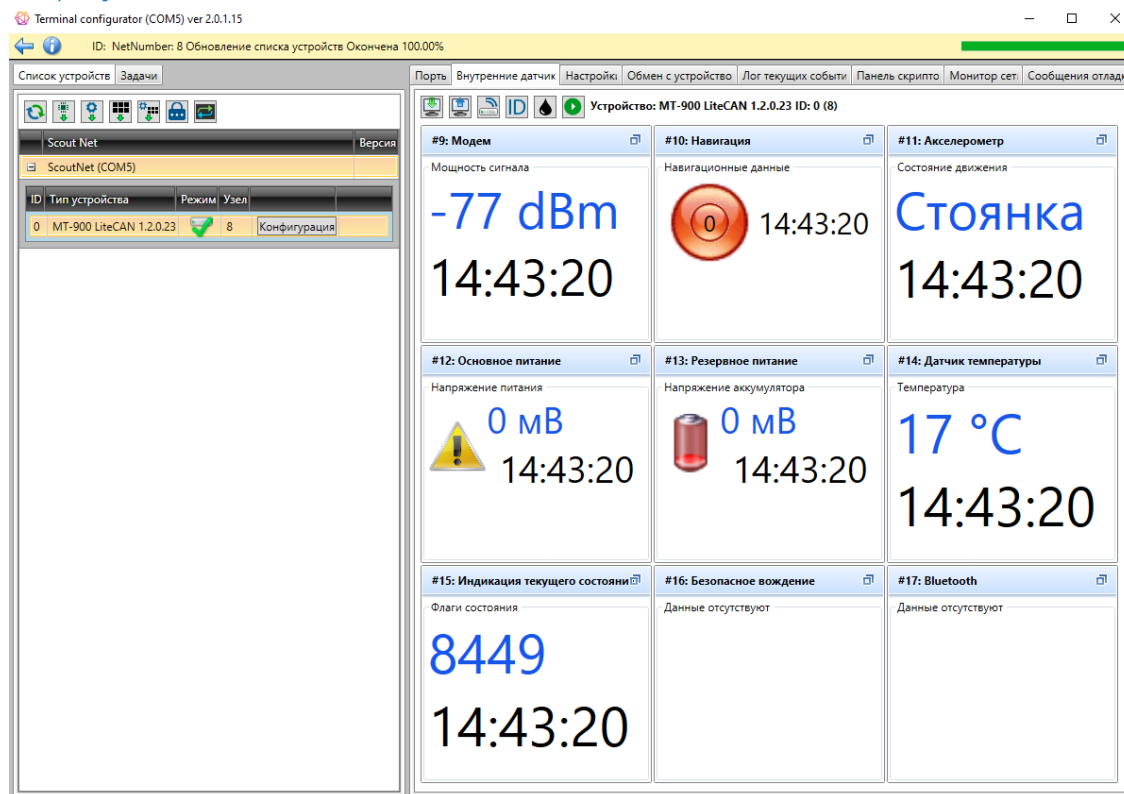 Terminal configurator (COM5) ver 2.0.1.15
ID: NetNumber: 8 Обновление списка устройств Окончена 100.00%
Список устройств Задачи
Порть Внутренние датчик Настройкі Обмен с устройство Лог текущих событи Панель скрипто Монитор сет Сообщения отлад
ID Устройство: MT-900 LiteCAN 1.2.0.23 ID: 0 (8)
Scout Net Версия
ScoutNet (COM5)
ID Тип устройства Режим Узел
0 MT-900 LiteCAN 1.2.0.23 8 Конфигурация
#9: Модем #10: Навигация #11: Акселерометр
Мощность сигнала Навигационные данные Состояние движения
-77 dBm 0 14:43:20 Стоянка
14:43:20 14:43:20
#12: Основное питание #13: Резервное питание #14: Датчик температуры
Напряжение питания Напряжение аккумулятора Температура
0 мВ 0 мВ 17 °C
14:43:20 14:43:20 14:43:20
#15: Индикация текущего состояни #16: Безопасное вождение #17: Bluetooth
Флаги состояния Данные отсутствуют Данные отсутствуют
8449
14:43:20